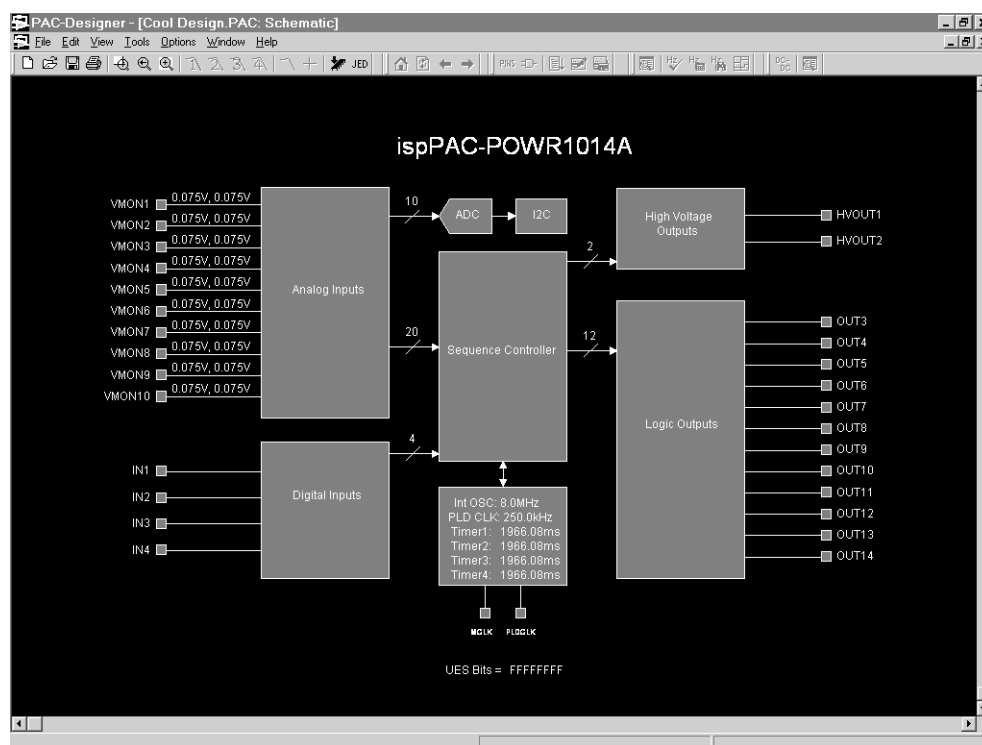 PAC-Designer - [Cool Design.PAC: Schematic]
File Edit View Tools Options Window Help
JED PINS Hz Hz Hz DC-DC
ispPAC-POWR1014A
VMON1 0.075V, 0.075V
VMON2 0.075V, 0.075V
VMON3 0.075V, 0.075V
VMON4 0.075V, 0.075V
VMON5 0.075V, 0.075V
VMON6 0.075V, 0.075V
VMON7 0.075V, 0.075V
VMON8 0.075V, 0.075V
VMON9 0.075V, 0.075V
VMON10 0.075V, 0.075V
Analog Inputs
10
ADC
I2C
20
Sequence Controller
2
High Voltage
Outputs
HVOUT1
HVOUT2
12
Logic Outputs
OUT3
OUT4
OUT5
OUT6
OUT7
OUT8
OUT9
OUT10
OUT11
OUT12
OUT13
OUT14
IN1
IN2
IN3
IN4
Digital Inputs
4
Int OSC: 8.0MHz
PLD CLK: 250.0kHz
Timer1: 1966.08ms
Timer2: 1966.08ms
Timer3: 1966.08ms
Timer4: 1966.08ms
MCLK PLDCLK
UES Bits = FFFFFFFF